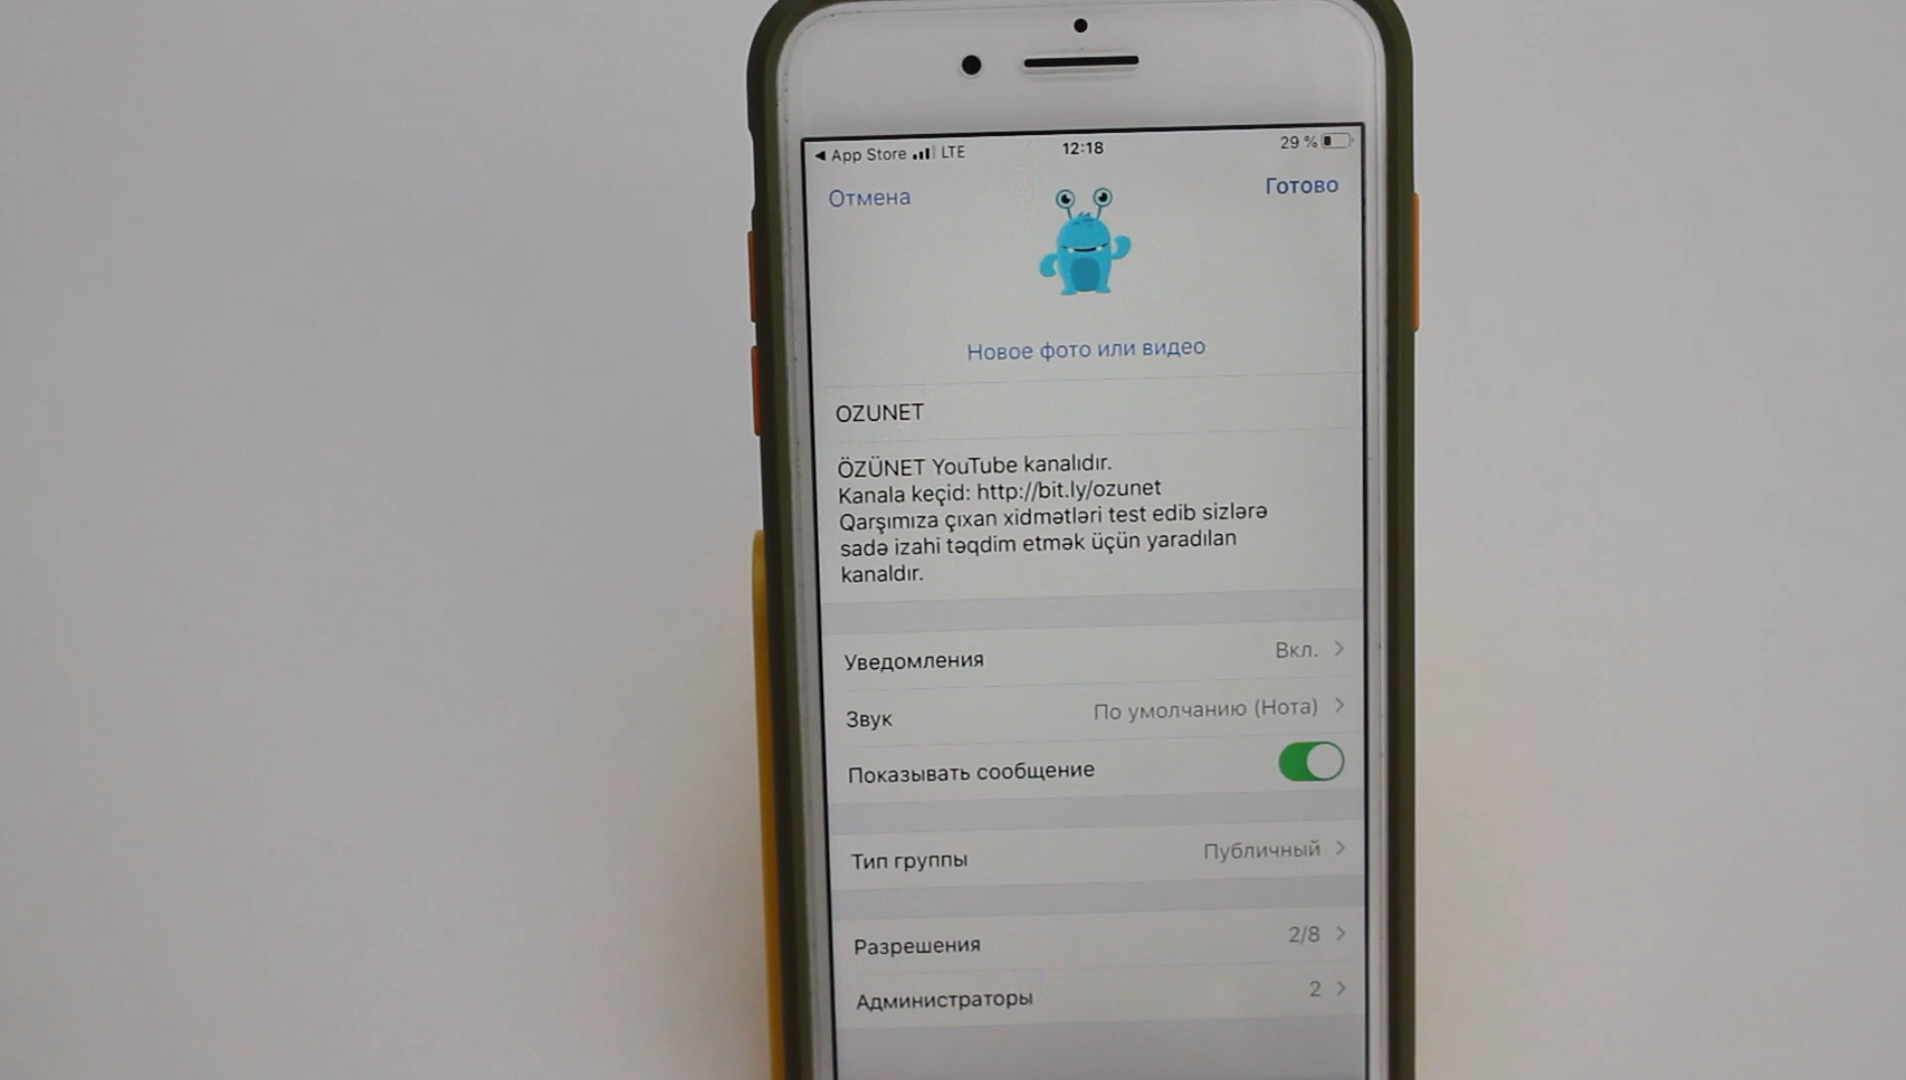 App Store LTE 12:18 29 %
Отмена Готово
Новое фото или видео
OZUNET
ÖZÜNET YouTube kanalıdır.
Kanala keçid: http://bit.ly/ozunet
Qarşımıza çıxan xidmətləri test edib sizlərə
sadə izahi təqdim etmək üçün yaradılan
kanaldır.
Уведомления Вкл.
Звук По умолчанию (Нота)
Показывать сообщение
Тип группы Публичный
Разрешения 2/8
Администраторы 2